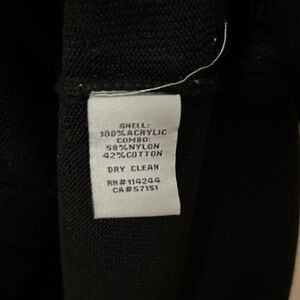 SHELL:
100%ACRYLIC
COMBO:
58%NYLON
42%COTTON
DRY CLEAN
RN#114244
CA#57151